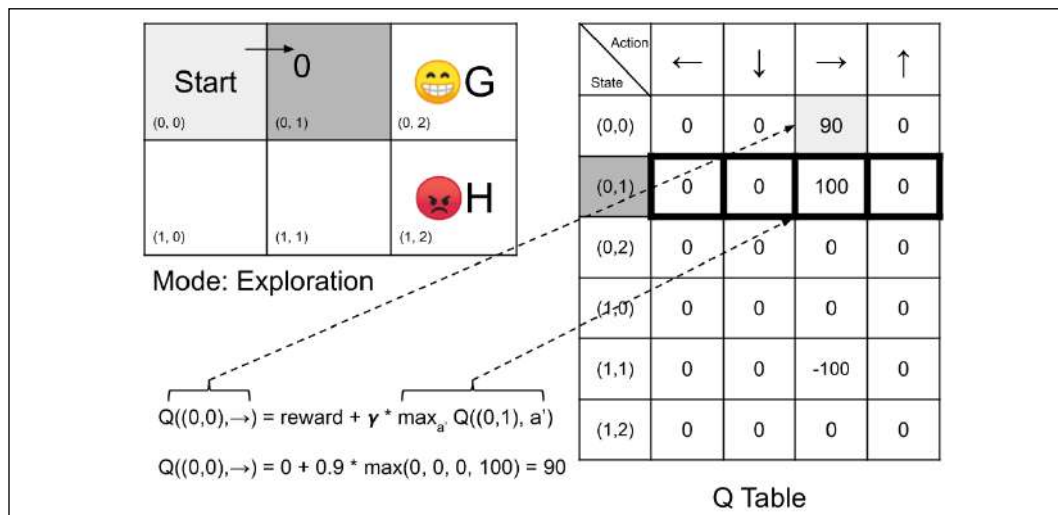 Start → 0 G
(0, 0) (0, 1) (0, 2)
H
(1, 0) (1, 1) (1, 2)
Mode: Exploration
Q((0,0),→) = reward + γ * maxₐ' Q((0,1), a')
Q((0,0),→) = 0 + 0.9 * max(0, 0, 0, 100) = 90
Action
State ← ↓ → ↑
(0,0) 0 0 90 0
(0,1) 0 0 100 0
(0,2) 0 0 0 0
(1,0) 0 0 0 0
(1,1) 0 0 -100 0
(1,2) 0 0 0 0
Q Table